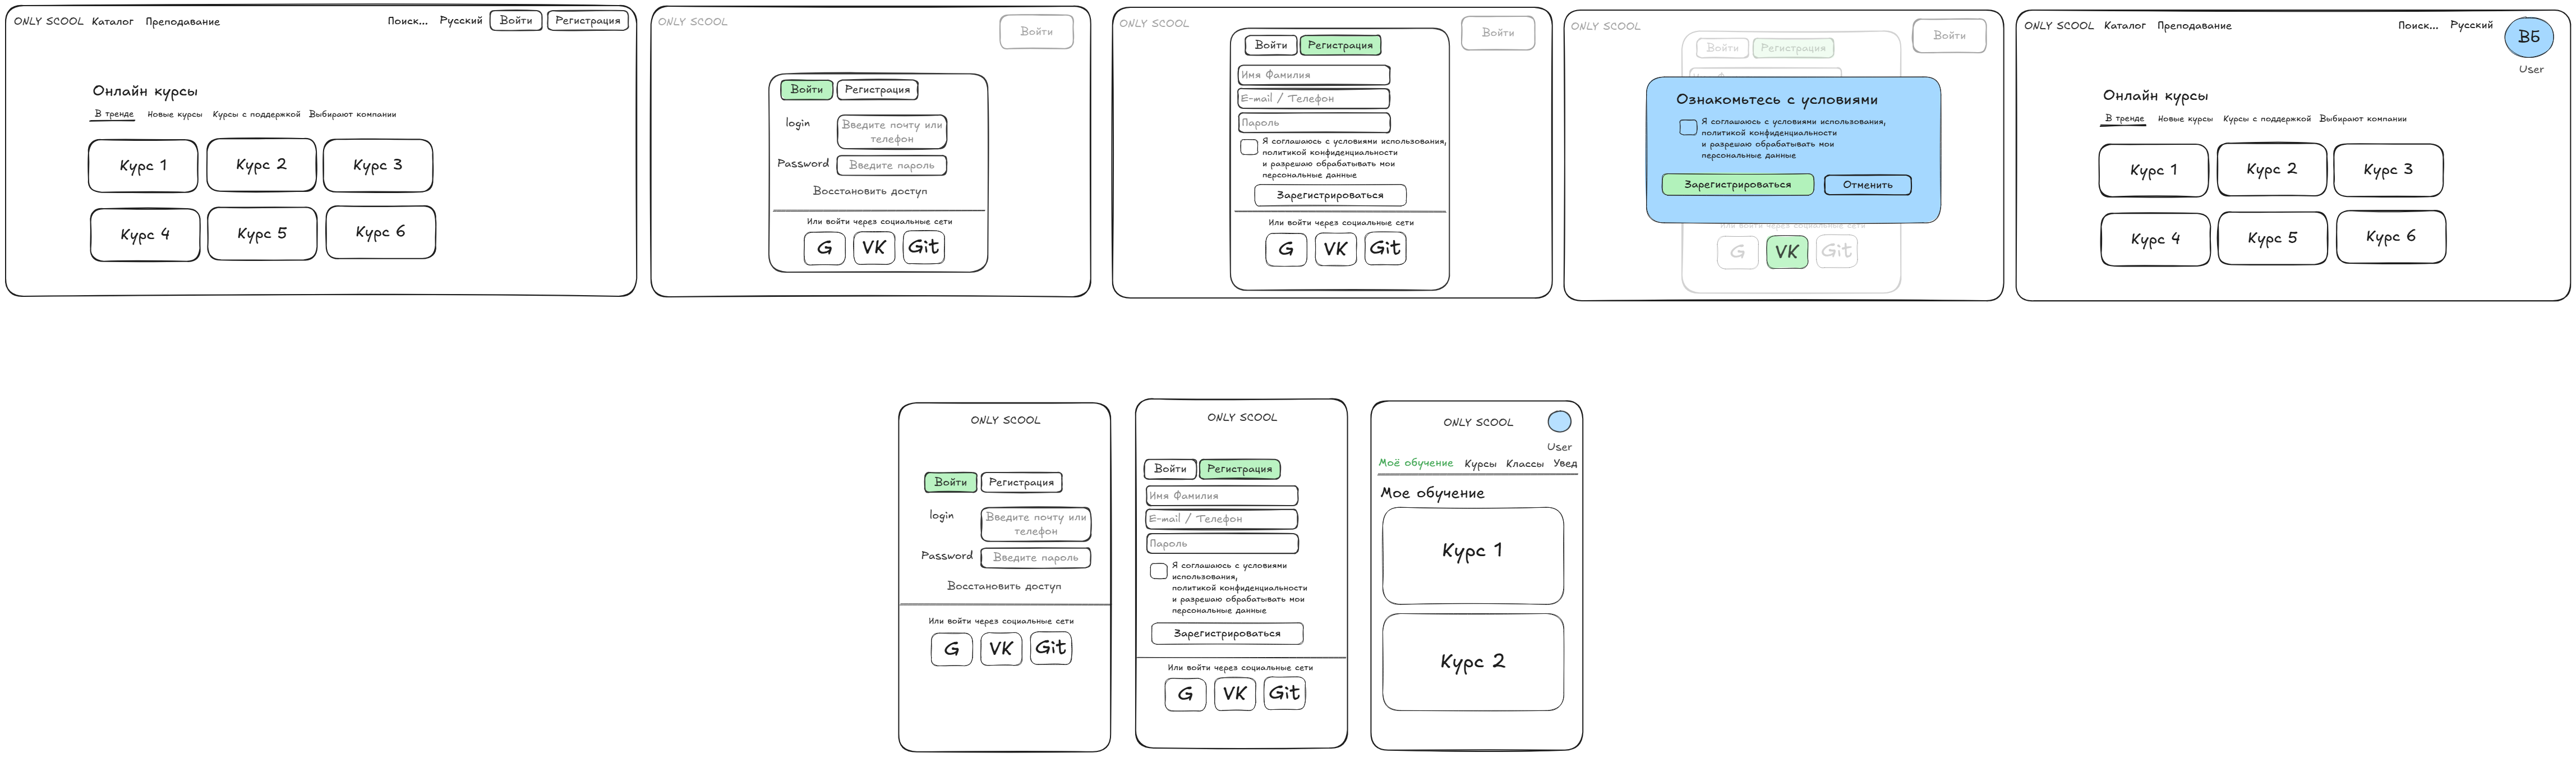 ONLY SCOOL Каталог Преподавание Поиск... Русский Войти Регистрация
Онлайн курсы
В тренде Новые курсы Курсы с поддержкой Выбирают компании
Курс 1 Курс 2 Курс 3
Курс 4 Курс 5 Курс 6
ONLY SCOOL Войти
Войти Регистрация
login Введите почту или
телефон
Password Введите пароль
Восстановить доступ
Или войти через социальные сети
G VK Git
ONLY SCOOL Войти
Войти Регистрация
Имя Фамилия
E-mail / Телефон
Пароль
Я соглашаюсь с условиями использования,
политикой конфиденциальности
и разрешаю обрабатывать мои
персональные данные
Зарегистрироваться
Или войти через социальные сети
G VK Git
ONLY SCOOL Войти
Войти Регистрация
Ознакомьтесь с условиями
Я соглашаюсь с условиями использования,
политикой конфиденциальности
и разрешаю обрабатывать мои
персональные данные
Зарегистрироваться Отменить
Или войти через социальные сети
G VK Git
ONLY SCOOL Каталог Преподавание Поиск... Русский ВБ
User
Онлайн курсы
В тренде Новые курсы Курсы с поддержкой Выбирают компании
Курс 1 Курс 2 Курс 3
Курс 4 Курс 5 Курс 6
ONLY SCOOL
Войти Регистрация
login Введите почту или
телефон
Password Введите пароль
Восстановить доступ
Или войти через социальные сети
G VK Git
ONLY SCOOL
Войти Регистрация
Имя Фамилия
E-mail / Телефон
Пароль
Я соглашаюсь с условиями
использования,
политикой конфиденциальности
и разрешаю обрабатывать мои
персональные данные
Зарегистрироваться
Или войти через социальные сети
G VK Git
ONLY SCOOL
User
Моё обучение Курсы Классы Увед
Мое обучение
Курс 1
Курс 2